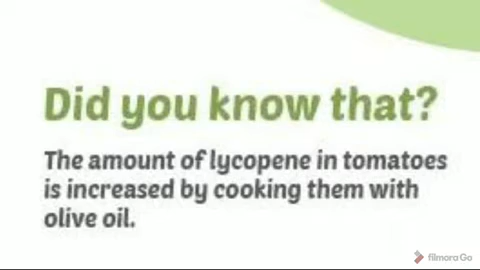 Did you know that?
The amount of lycopene in tomatoes
is increased by cooking them with
olive oil.
filmora Go